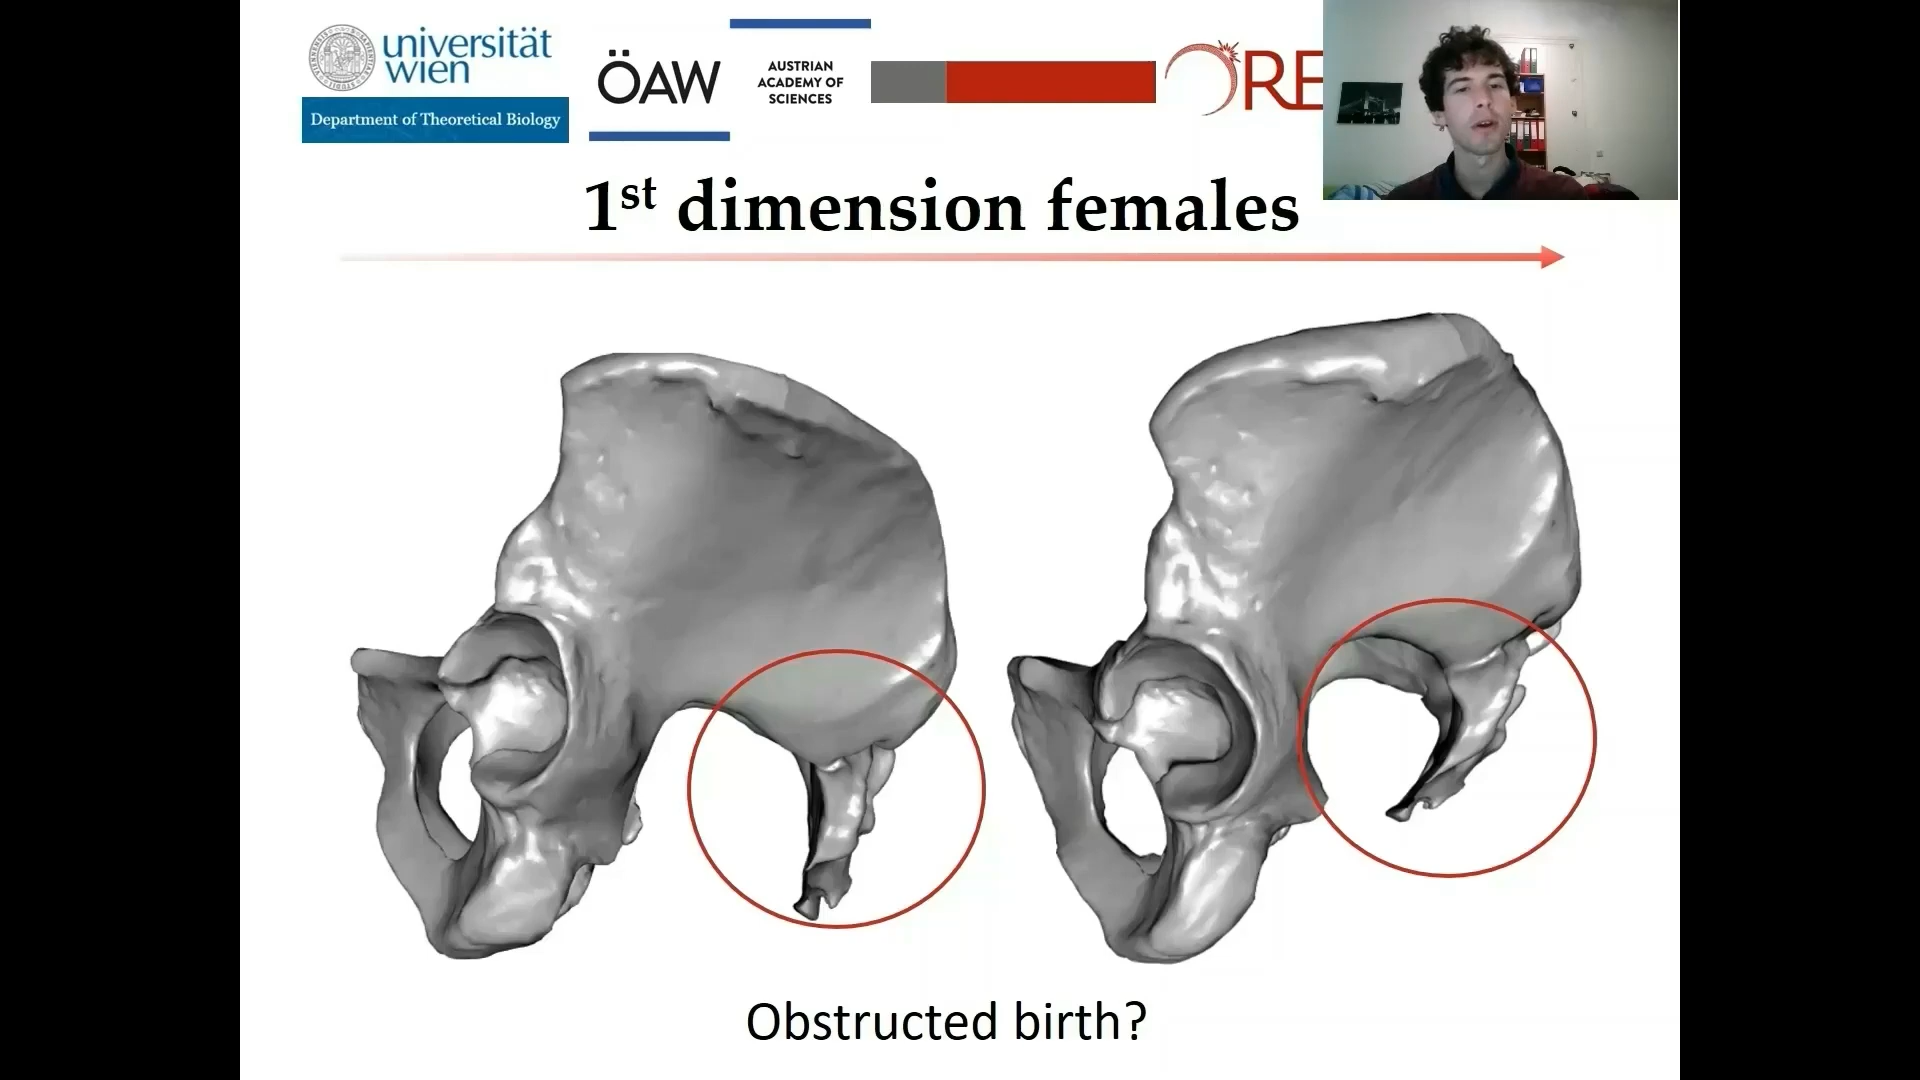 universität
wien
Department of Theoretical Biology
ÖAW
AUSTRIAN
ACADEMY OF
SCIENCES
1st dimension females
Obstructed birth?